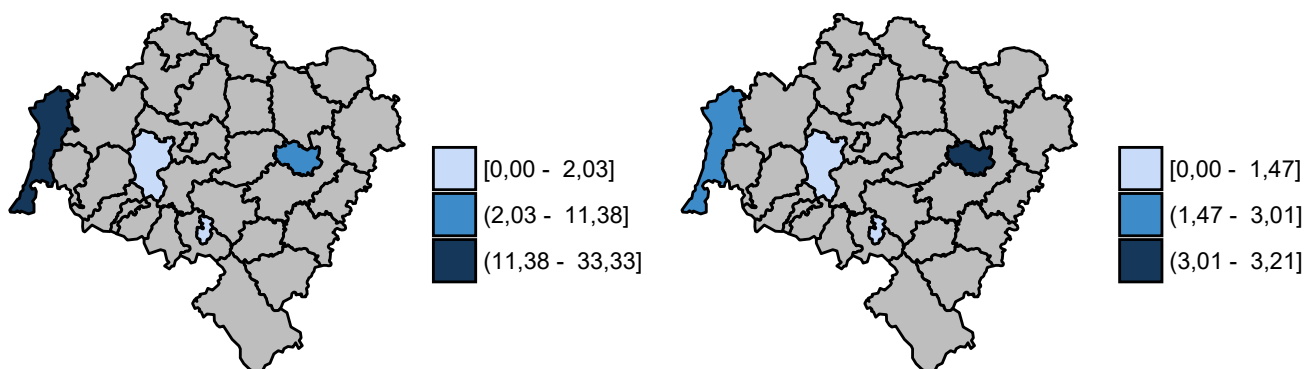 [0,00 - 2,03]
(2,03 - 11,38]
(11,38 - 33,33]
[0,00 - 1,47]
(1,47 - 3,01]
(3,01 - 3,21]